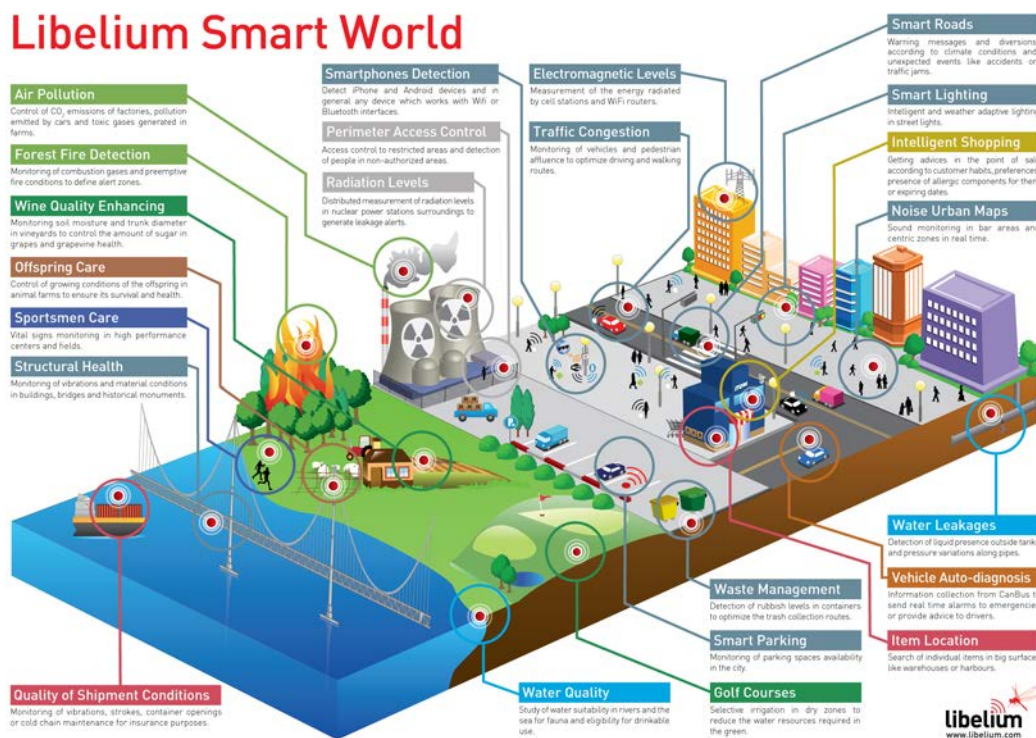 Libelium Smart World
Air Pollution
Control of CO₂ emissions of factories, pollution
emitted by cars and toxic gases generated in
farms.
Forest Fire Detection
Monitoring of combustion gases and preemptive
fire conditions to define alert zones.
Wine Quality Enhancing
Monitoring soil moisture and trunk diameter
in vineyards to control the amount of sugar in
grapes and grapevine health.
Offspring Care
Control of growing conditions of the offspring in
animal farms to ensure its survival and health.
Sportsmen Care
Vital signs monitoring in high performance
centers and fields.
Structural Health
Monitoring of vibrations and material conditions
in buildings, bridges and historical monuments.
Quality of Shipment Conditions
Monitoring of vibrations, strokes, container openings
or cold chain maintenance for insurance purposes.
Smartphones Detection
Detect iPhone and Android devices and in
general any device which works with Wifi or
Bluetooth interfaces.
Perimeter Access Control
Access control to restricted areas and detection
of people in non-authorized areas.
Radiation Levels
Distributed measurement of radiation levels
in nuclear power stations surroundings to
generate leakage alerts.
Electromagnetic Levels
Measurement of the energy radiated
by cell stations and WiFi routers.
Traffic Congestion
Monitoring of vehicles and pedestrian
affluence to optimize driving and walking
routes.
Smart Roads
Warning messages and diversions
according to climate conditions and
unexpected events like accidents or
traffic jams.
Smart Lighting
Intelligent and weather adaptive lighting
in street lights.
Intelligent Shopping
Getting advices in the point of sale
according to customer habits, preferences,
presence of allergic components for them
or expiring dates.
Noise Urban Maps
Sound monitoring in bar areas and
centric zones in real time.
Water Leakages
Detection of liquid presence outside tanks
and pressure variations along pipes.
Vehicle Auto-diagnosis
Information collection from CanBus to
send real time alarms to emergencies
or provide advice to drivers.
Item Location
Search of individual items in big surfaces
like warehouses or harbours.
Waste Management
Detection of rubbish levels in containers
to optimize the trash collection routes.
Smart Parking
Monitoring of parking spaces availability
in the city.
Golf Courses
Selective irrigation in dry zones to
reduce the water resources required in
the green.
Water Quality
Study of water suitability in rivers and the
sea for fauna and eligibility for drinkable
use.
libelium
www.libelium.com